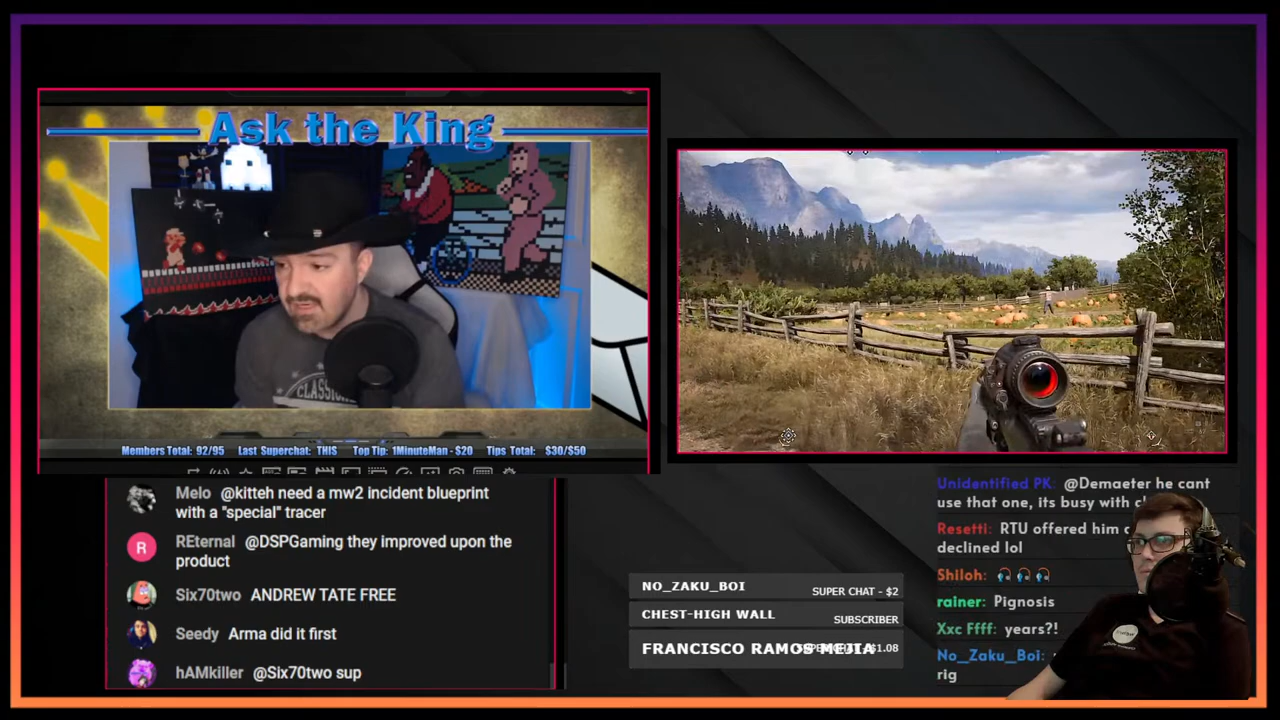 Ask the King
CLASSIC
Members Total: 92/95 Last Superchat: THIS Top Tip: 1MinuteMan - $20 Tips Total: $30/$50
Melo @kitteh need a mw2 incident blueprint
with a "special" tracer
R
REternal @DSPGaming they improved upon the
product
Six70two ANDREW TATE FREE
Seedy Arma did it first
hAMkiller @Six70two sup
NO_ZAKU_BOI SUPER CHAT - $2
CHEST-HIGH WALL SUBSCRIBER
FRANCISCO RAMOS MEJIA $1.08
Unidentified PK: @Demaeter he cant
use that one, its busy with
Resetti: RTU offered him
declined lol
Shiloh:
rainer: Pignosis
Xxc Ffff: years?!
No_Zaku_Boi:
rig